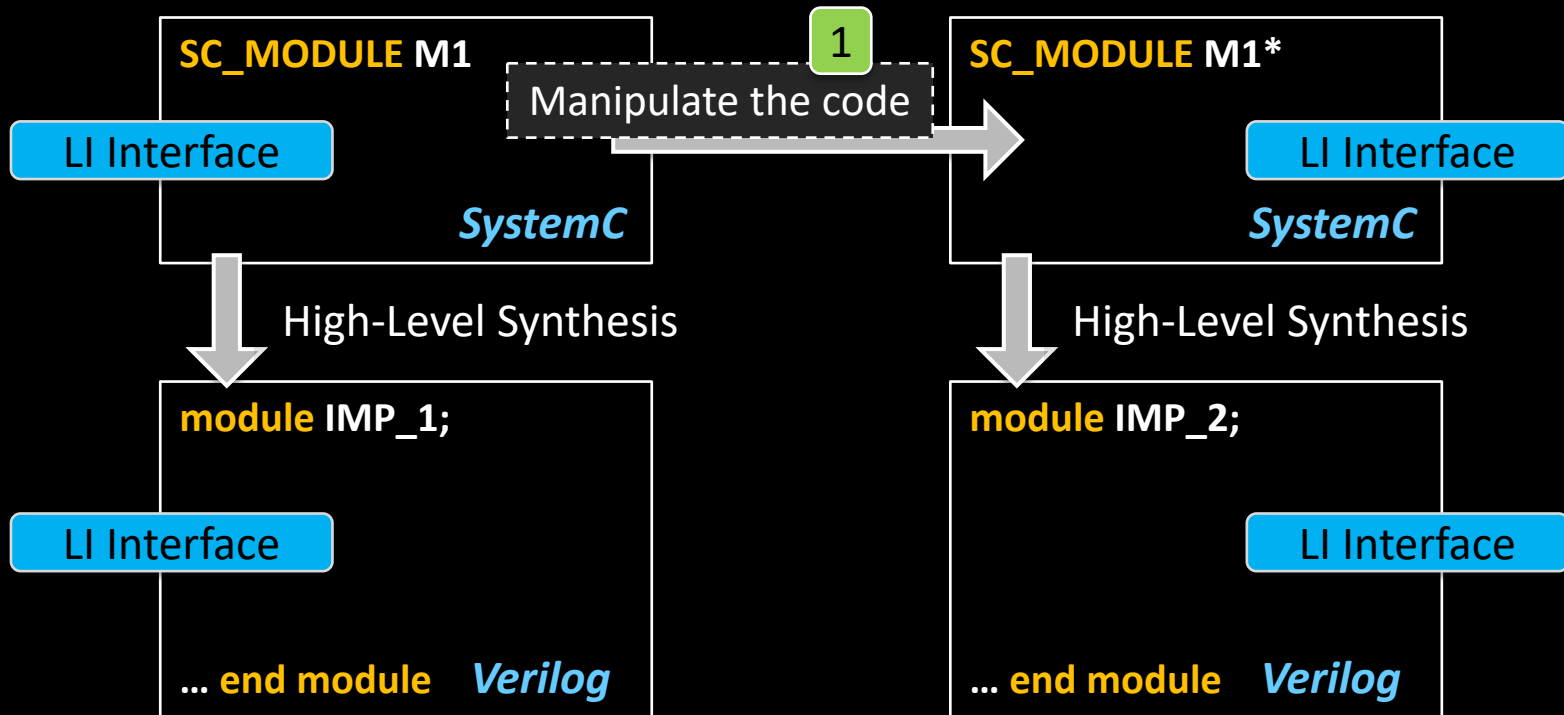 SC_MODULE M1
1
Manipulate the code
SC_MODULE M1*
LI Interface
LI Interface
SystemC
SystemC
High-Level Synthesis
High-Level Synthesis
module IMP_1;
module IMP_2;
LI Interface
LI Interface
... end module Verilog
... end module Verilog